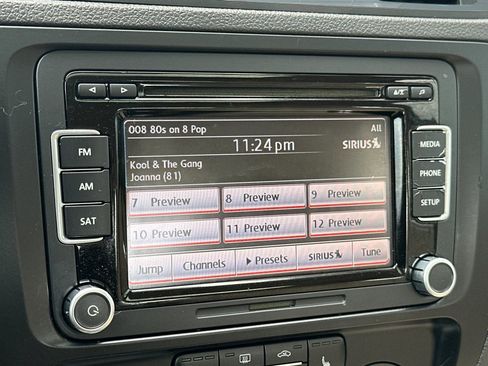 008 80s on 8 Pop All
11:24pm SIRIUS
Kool & The Gang
Joanna (81)
7 Preview 8 Preview 9 Preview
10 Preview 11 Preview 12 Preview
Jump Channels Presets SIRIUS Tune
FM
AM
SAT
MEDIA
PHONE
SETUP